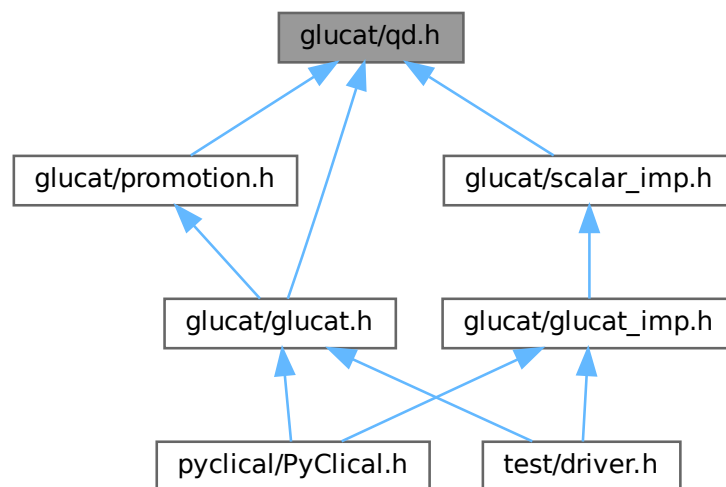 glucat/qd.h
glucat/promotion.h
glucat/scalar_imp.h
glucat/glucat.h
glucat/glucat_imp.h
pyclical/PyClical.h
test/driver.h